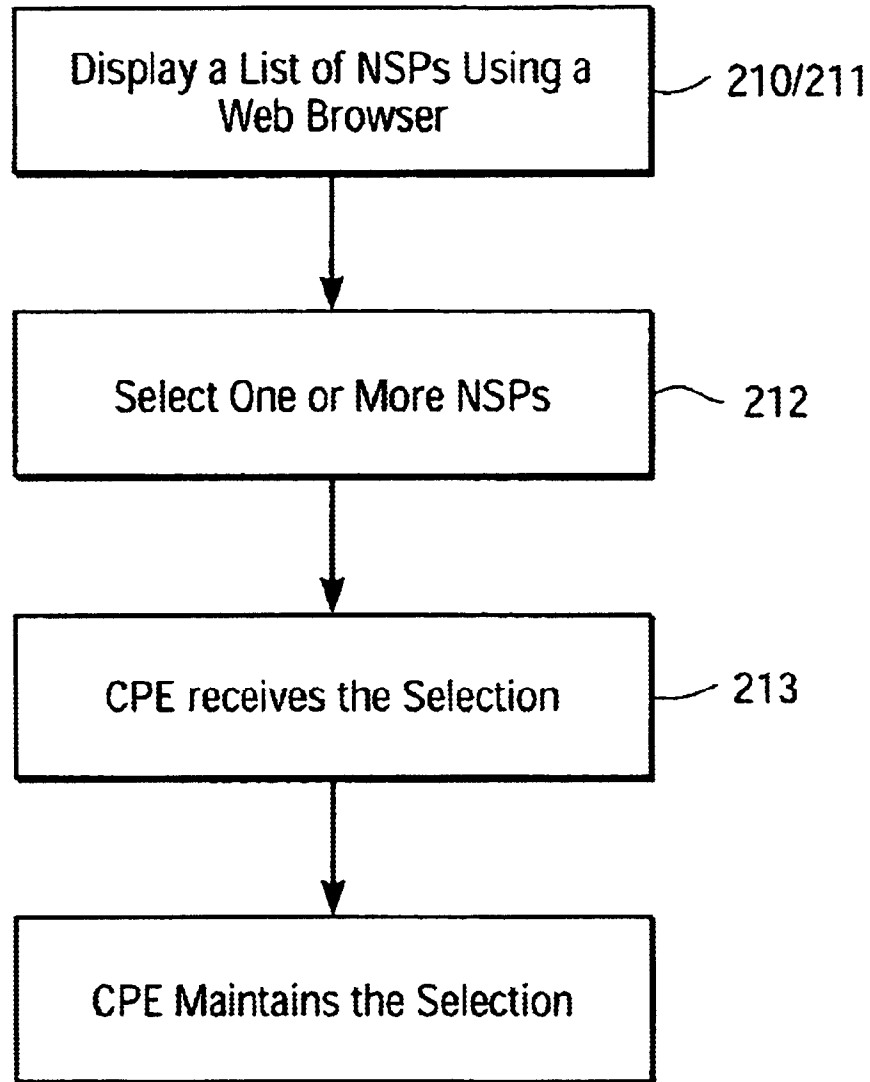 Display a List of NSPs Using a
Web Browser
210/211
Select One or More NSPs
212
CPE receives the Selection
213
CPE Maintains the Selection